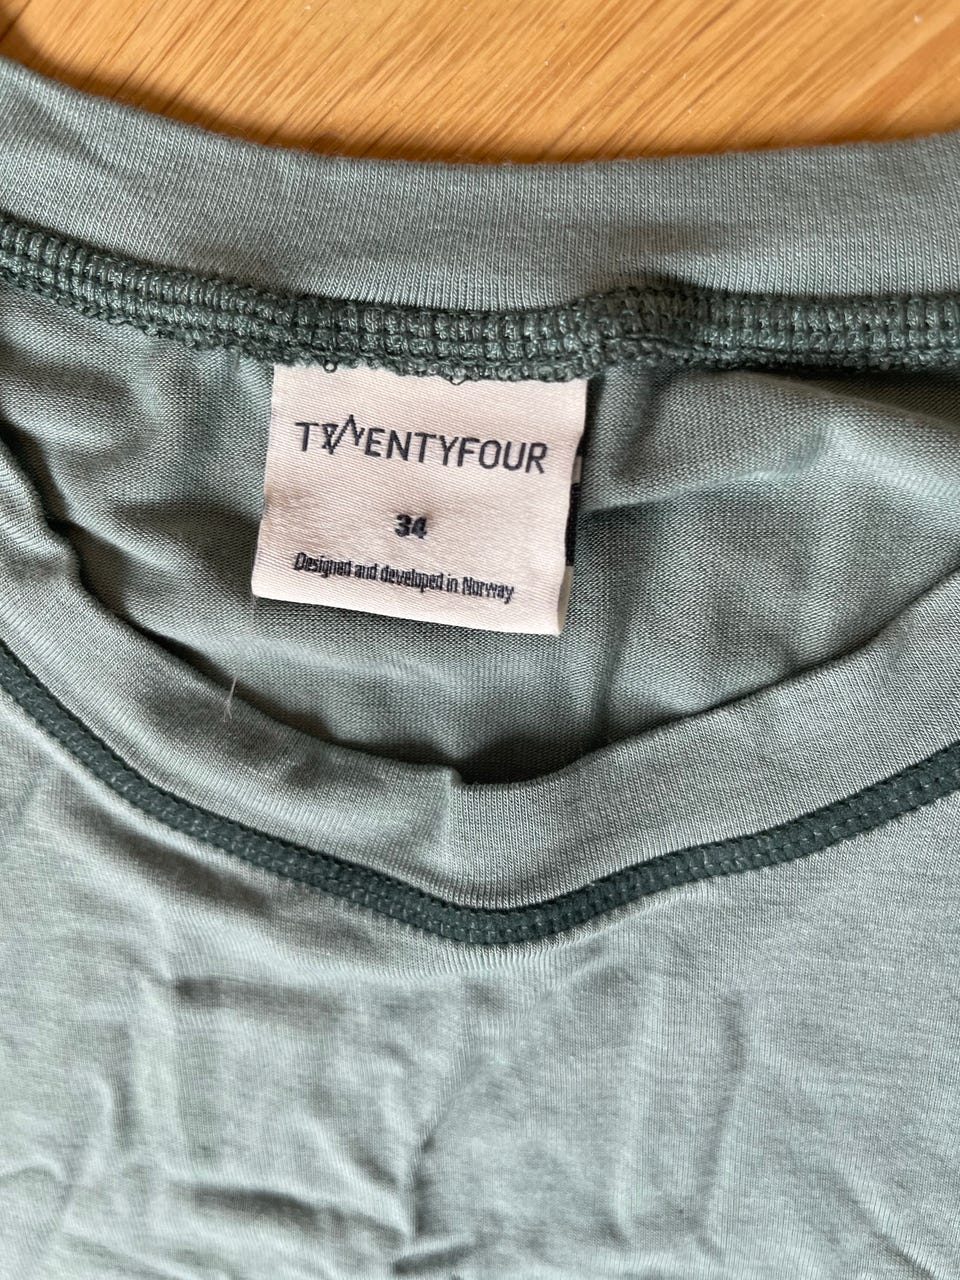 TWENTYFOUR
34
Designed and developed in Norway